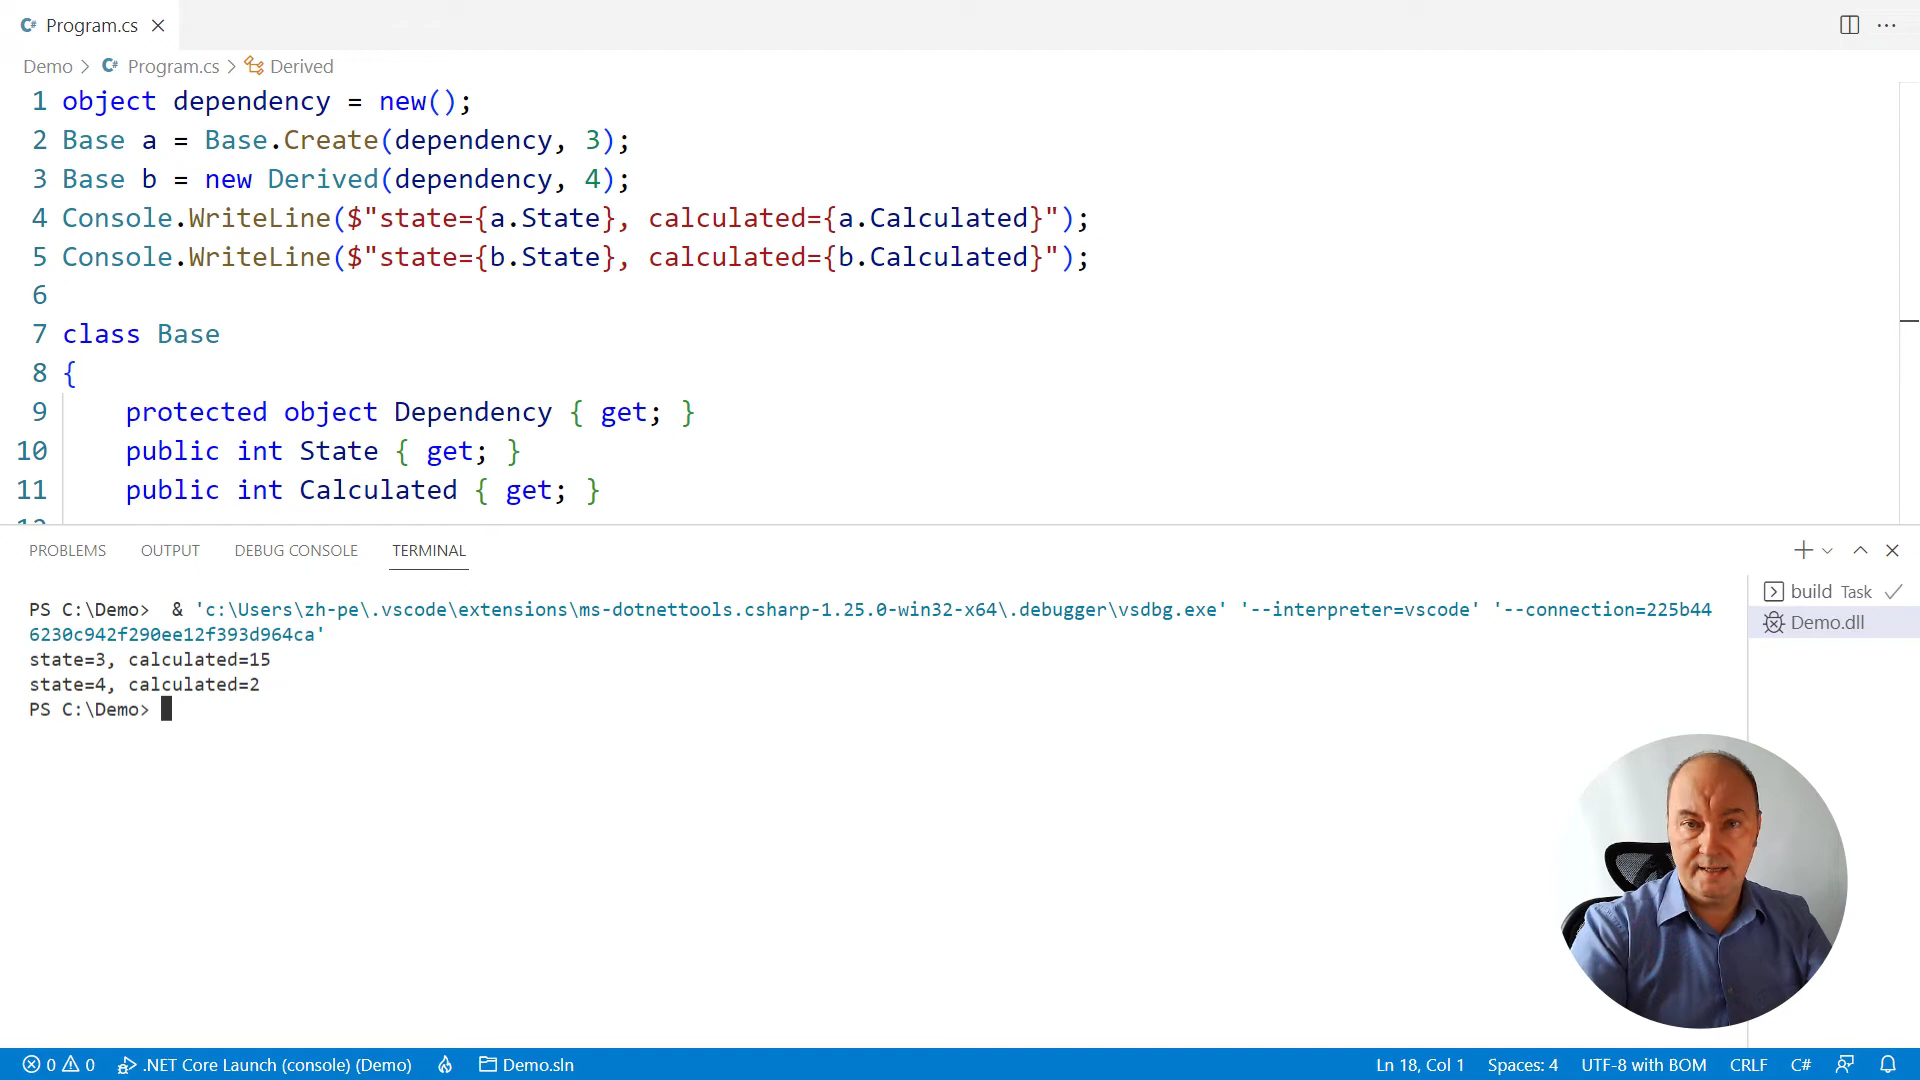 C# Program.cs
Demo > C# Program.cs > Derived
1 object dependency = new();
2 Base a = Base.Create(dependency, 3);
3 Base b = new Derived(dependency, 4);
4 Console.WriteLine($"state={a.State}, calculated={a.Calculated}");
5 Console.WriteLine($"state={b.State}, calculated={b.Calculated}");
6
7 class Base
8 {
9 protected object Dependency { get; }
10 public int State { get; }
11 public int Calculated { get; }
12
PROBLEMS OUTPUT DEBUG CONSOLE TERMINAL
PS C:\Demo>  & 'c:\Users\zh-pe\.vscode\extensions\ms-dotnettools.csharp-1.25.0-win32-x64\.debugger\vsdbg.exe' '--interpreter=vscode' '--connection=225b44
6230c942f290ee12f393d964ca'
state=3, calculated=15
state=4, calculated=2
PS C:\Demo>
build Task
Demo.dll
0 0 .NET Core Launch (console) (Demo) Demo.sln Ln 18, Col 1 Spaces: 4 UTF-8 with BOM CRLF C#